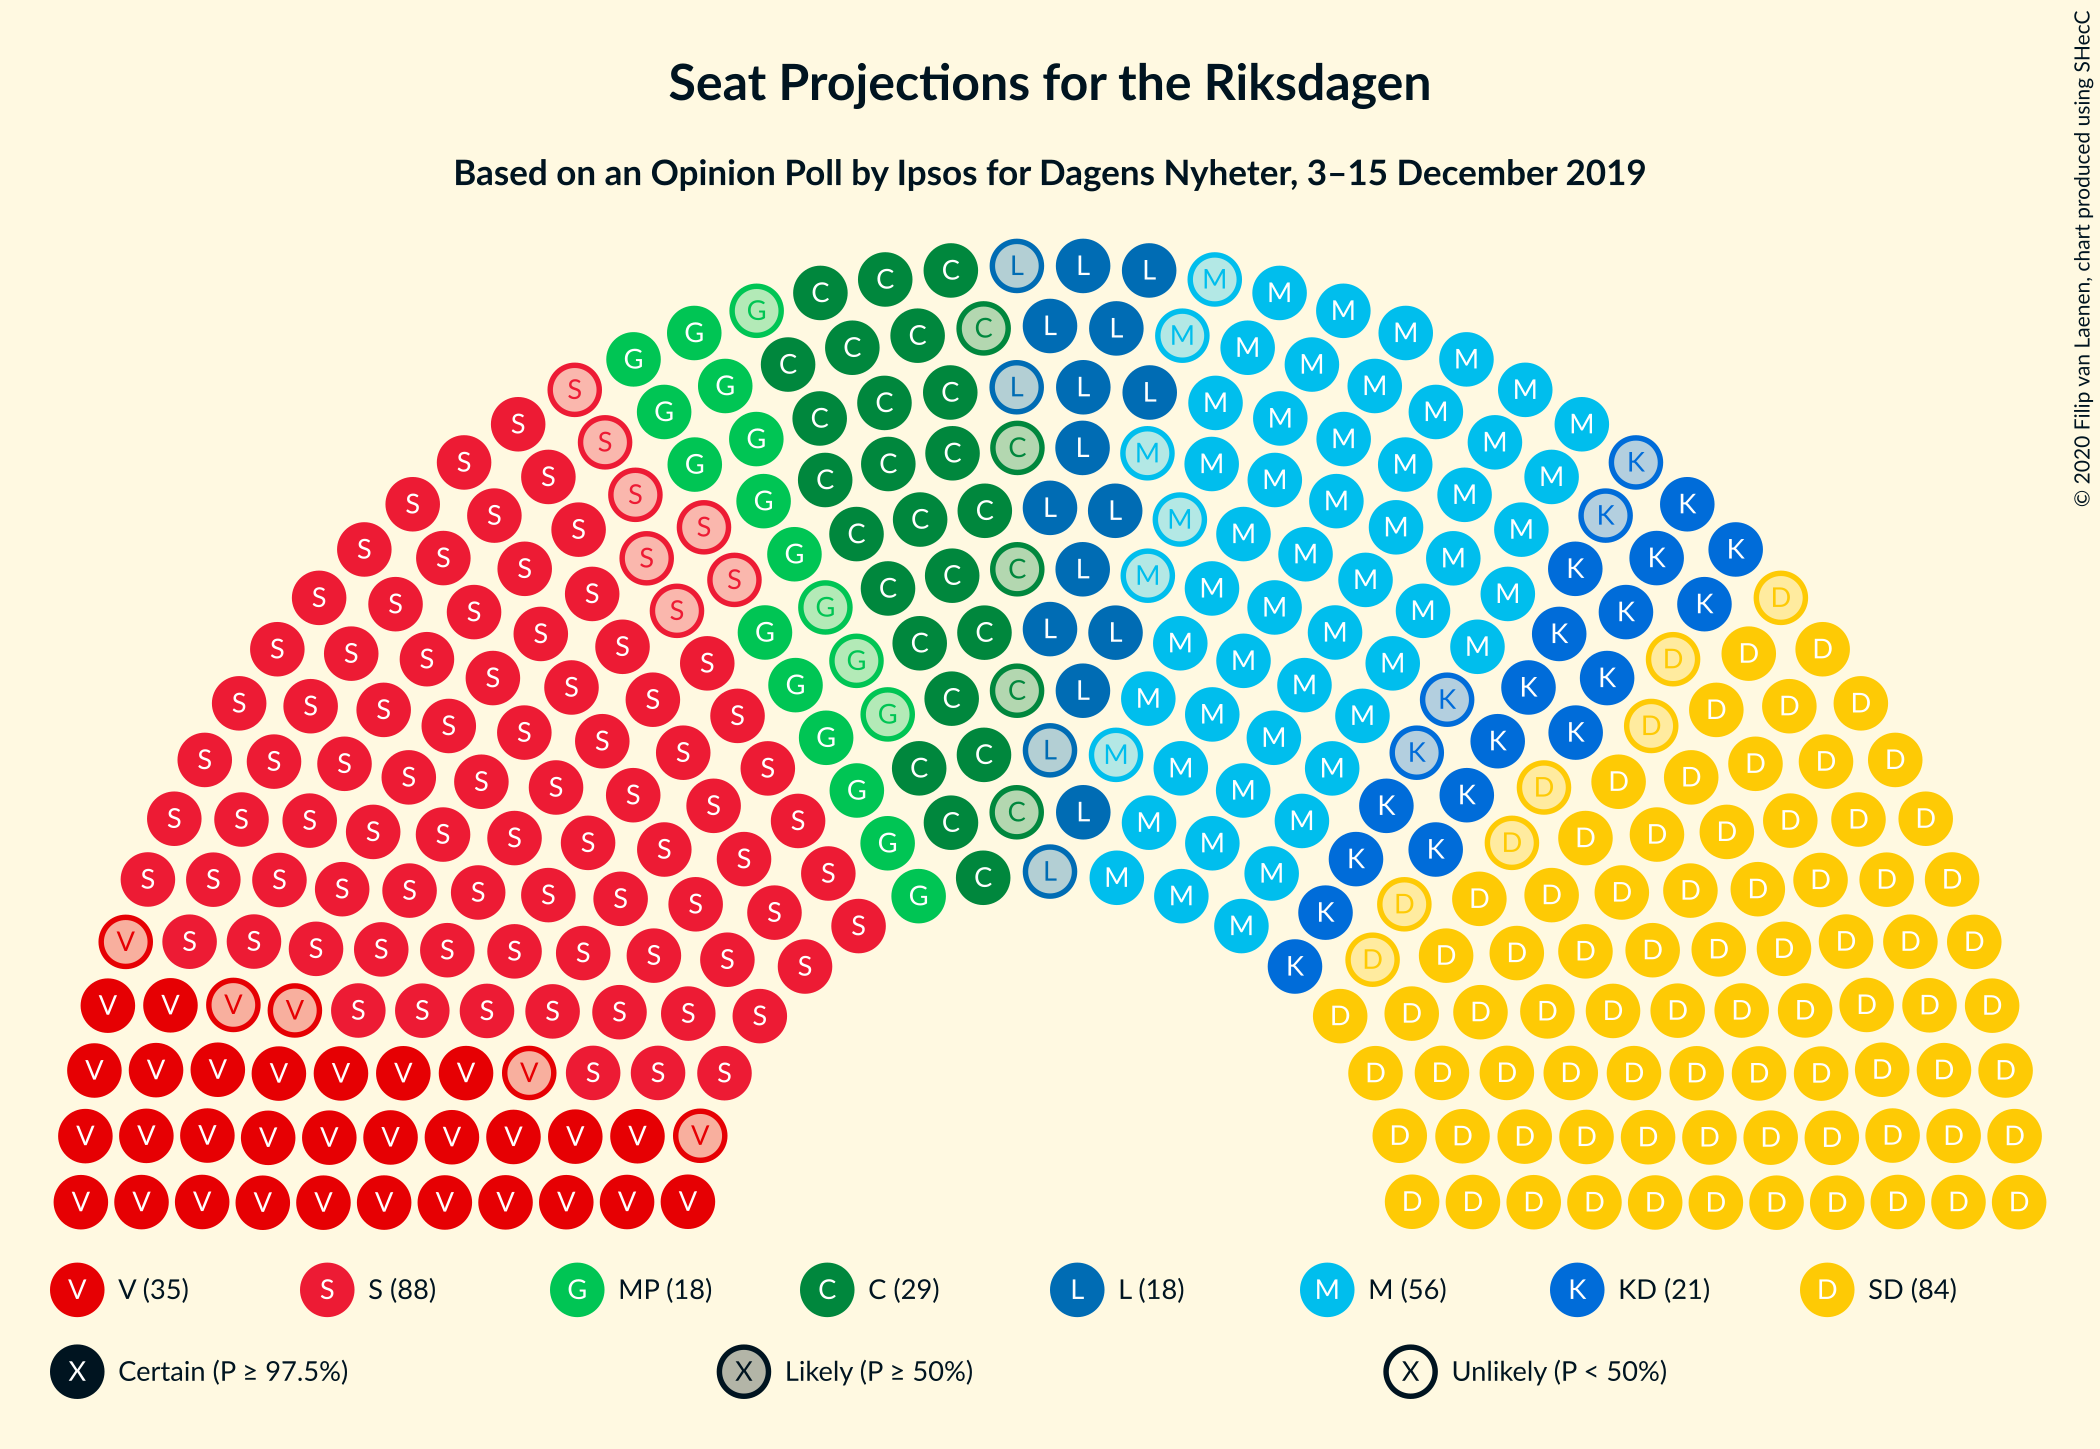 Seat Projections for the Riksdagen
Based on an Opinion Poll by Ipsos for Dagens Nyheter, 3–15 December 2019
© 2020 Filip van Laenen, chart produced using SHecC
V V (35)
S S (88)
G MP (18)
C C (29)
L L (18)
M M (56)
K KD (21)
D SD (84)
X Certain (P ≥ 97.5%)
X Likely (P ≥ 50%)
X Unlikely (P < 50%)